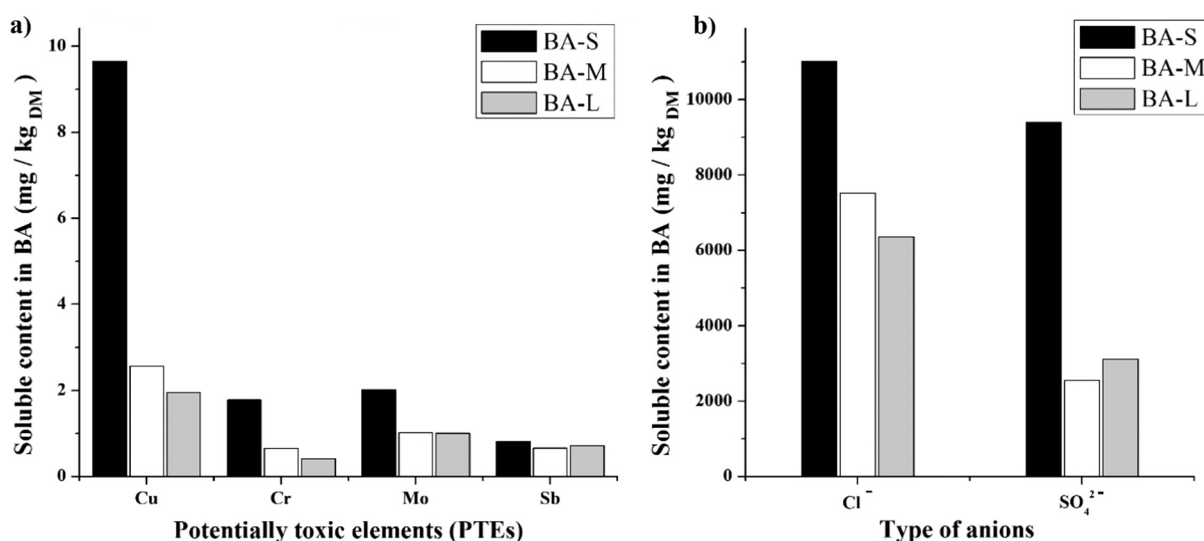 a)
BA-S
BA-M
BA-L
Soluble content in BA (mg / kg DM)
10
8
6
4
2
0
Cu Cr Mo Sb
Potentially toxic elements (PTEs)
b)
BA-S
BA-M
BA-L
Soluble content in BA (mg / kg DM)
10000
8000
6000
4000
2000
0
Cl⁻ SO₄²⁻
Type of anions